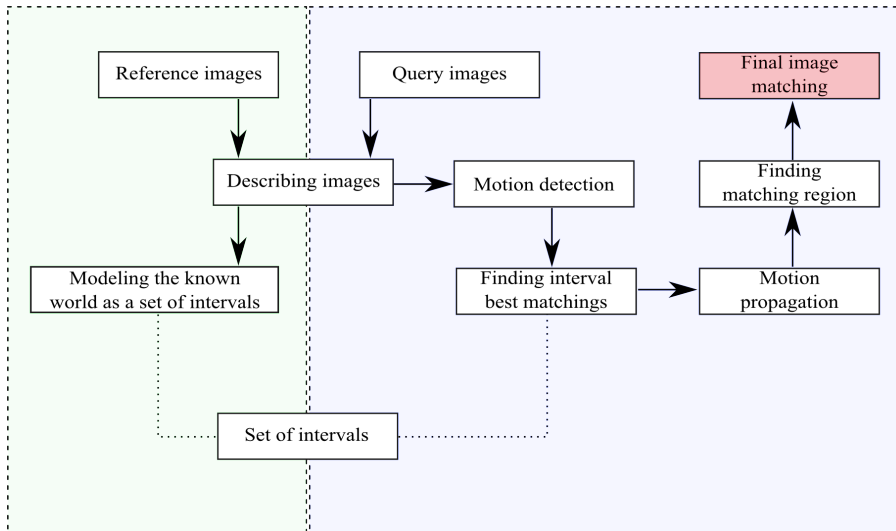 Reference images
Query images
Final image
matching
Describing images
Motion detection
Finding
matching region
Modeling the known
world as a set of intervals
Finding interval
best matchings
Motion
propagation
Set of intervals